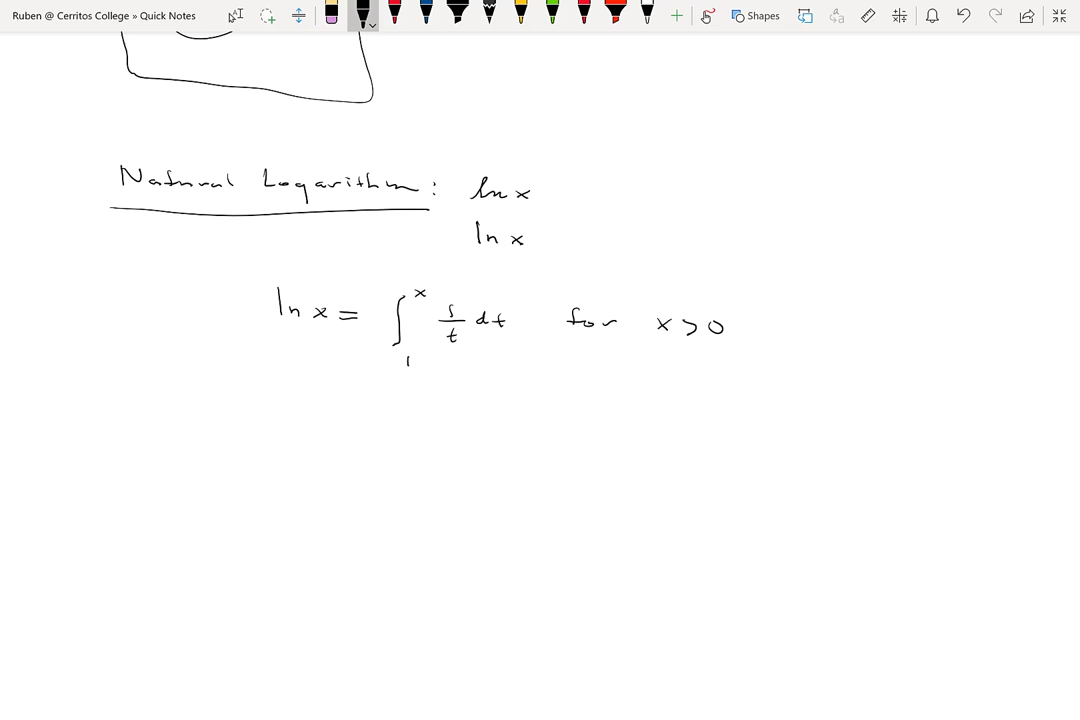 Ruben @ Cerritos College » Quick Notes
Shapes
Natural Logarithm: ln x
ln x
ln x = ∫₁ˣ 1/t dt for x > 0